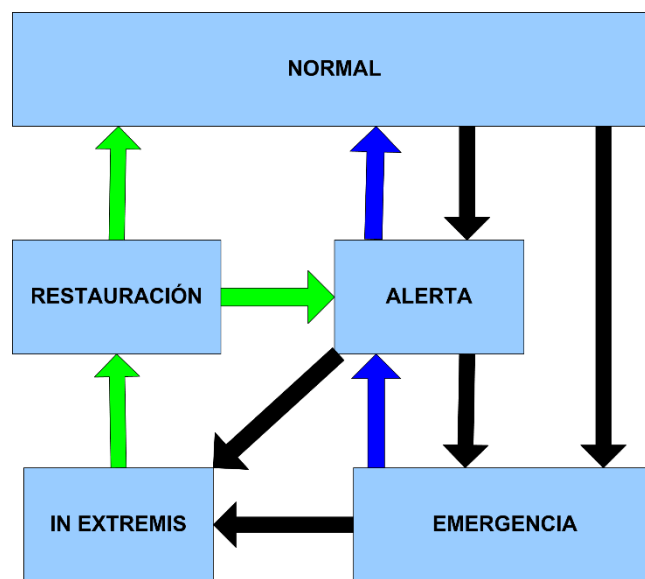 NORMAL
RESTAURACIÓN
ALERTA
IN EXTREMIS
EMERGENCIA